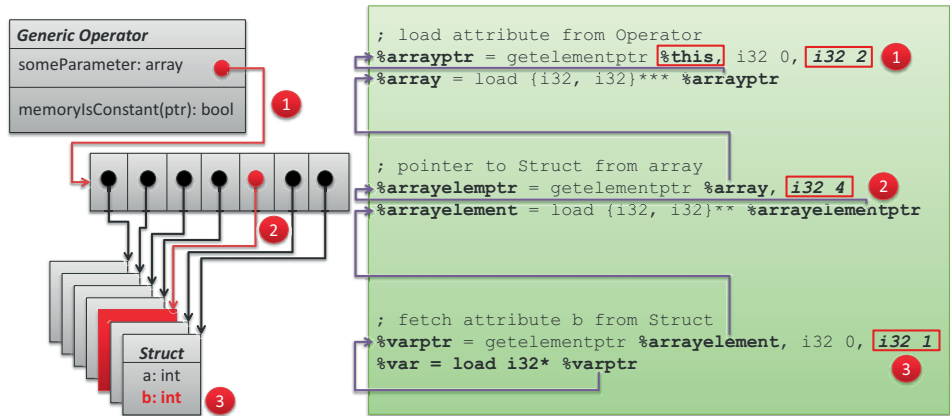 Generic Operator
someParameter: array
memoryIsConstant(ptr): bool
1
2
Struct
a: int
b: int
3
; load attribute from Operator
%arrayptr = getelementptr %this, i32 0, i32 2
1
%array = load {i32, i32}*** %arrayptr
; pointer to Struct from array
%arrayelemptr = getelementptr %array, i32 4
2
%arrayelement = load {i32, i32}** %arrayelementptr
; fetch attribute b from Struct
%varptr = getelementptr %arrayelement, i32 0, i32 1
%var = load i32* %varptr
3